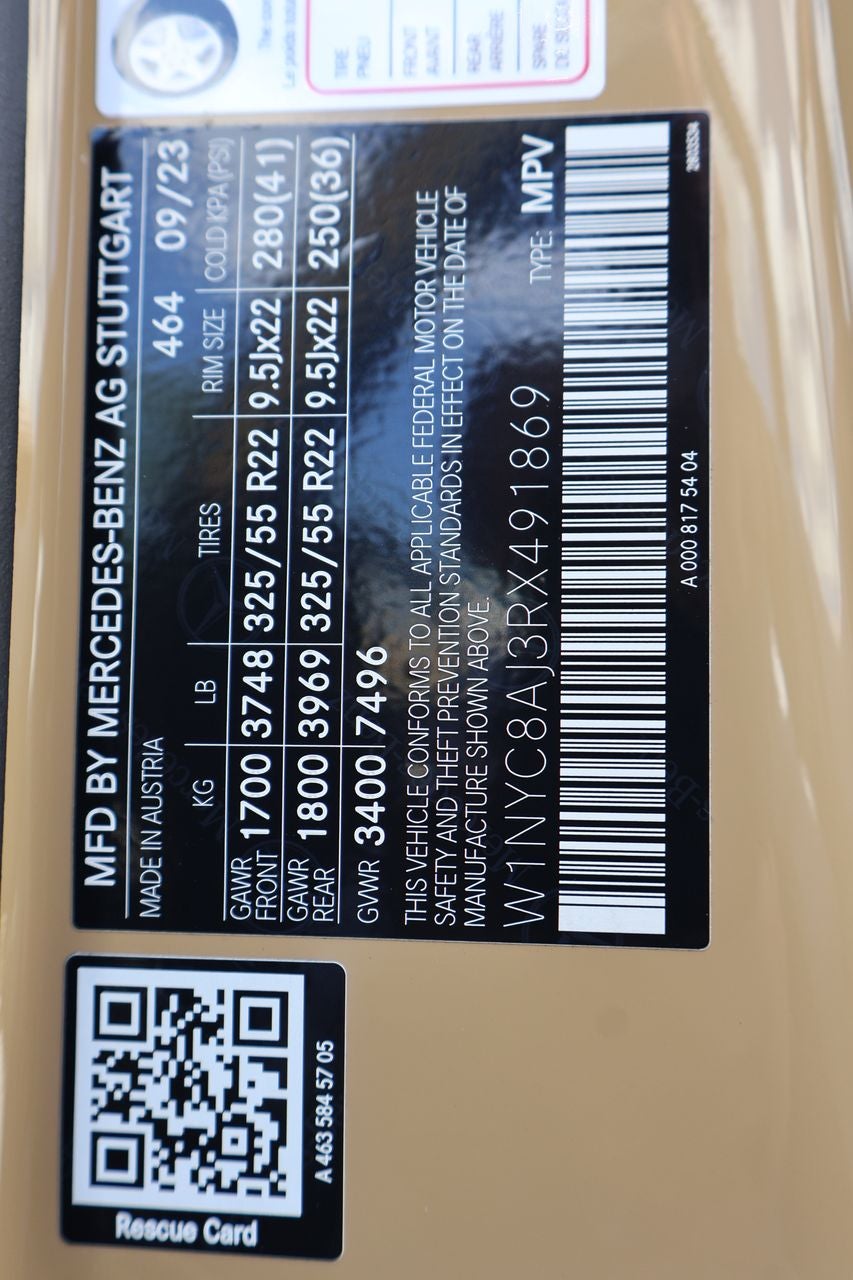 MFD BY MERCEDES-BENZ AG STUTTGART
MADE IN AUSTRIA 464 09/23
KG LB TIRES RIM SIZE COLD KPA(PSI)
GAWR FRONT 1700 3748 325/55 R22 9.5Jx22 280(41)
GAWR REAR 1800 3969 325/55 R22 9.5Jx22 250(36)
GVWR 3400 7496
THIS VEHICLE CONFORMS TO ALL APPLICABLE FEDERAL MOTOR VEHICLE
SAFETY AND THEFT PREVENTION STANDARDS IN EFFECT ON THE DATE OF
MANUFACTURE SHOWN ABOVE.
W1NYC8AJ3RX491869 TYPE: MPV
A 000 817 54 04
2603334
Rescue Card
A 463 584 57 05
TIRE
PNEU
FRONT
AVANT
REAR
ARRIÈRE
SPARE
DE